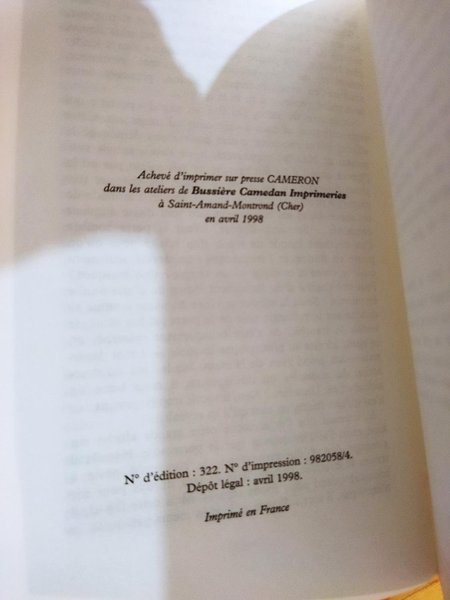 Achevé d'imprimer sur presse CAMERON
dans les ateliers de Bussière Camedan Imprimeries
à Saint-Amand-Montrond (Cher)
en avril 1998
N° d'édition : 322. N° d'impression : 982058/4.
Dépôt légal : avril 1998.
Imprimé en France